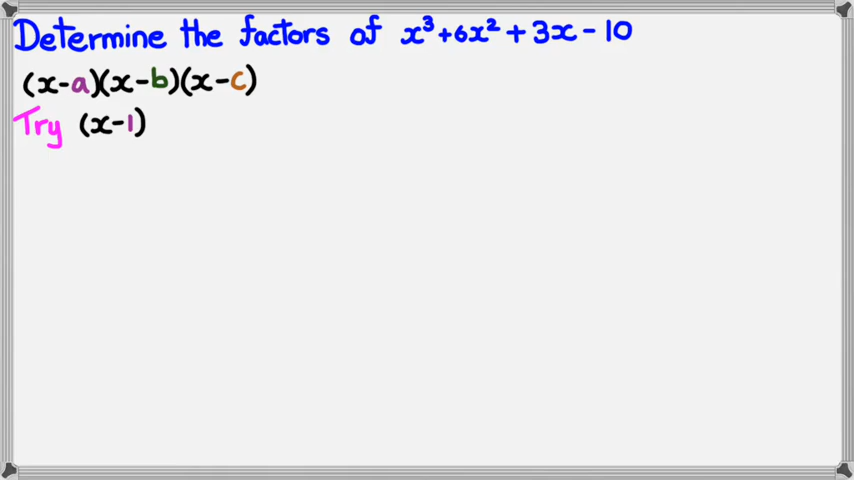 Determine the factors of x³+6x²+3x-10
(x-a)(x-b)(x-c)
Try (x-1)